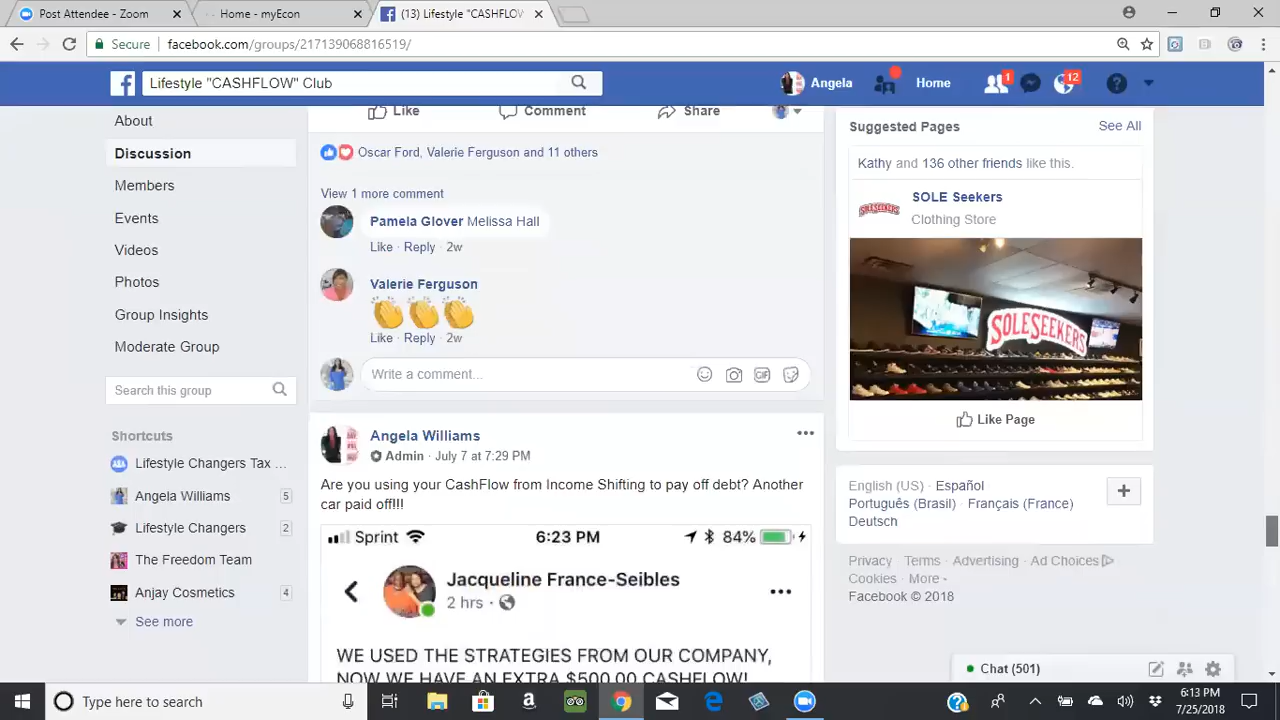 Post Attendee - Zoom
Home - myEcon
(13) Lifestyle "CASHFLOW"
Secure
facebook.com/groups/217139068816519/
Lifestyle "CASHFLOW" Club
Angela
Home
1
12
About
Discussion
Members
Events
Videos
Photos
Group Insights
Moderate Group
Search this group
Shortcuts
Lifestyle Changers Tax ...
Angela Williams 5
Lifestyle Changers 2
The Freedom Team
Anjay Cosmetics 4
See more
Like Comment Share
Oscar Ford, Valerie Ferguson and 11 others
View 1 more comment
Pamela Glover Melissa Hall
Like · Reply · 2w
Valerie Ferguson
Like · Reply · 2w
Write a comment...
GIF
Angela Williams
Admin · July 7 at 7:29 PM
Are you using your CashFlow from Income Shifting to pay off debt? Another
car paid off!!!
Sprint 6:23 PM 84%
Jacqueline France-Seibles
2 hrs ·
WE USED THE STRATEGIES FROM OUR COMPANY,
NOW WE HAVE AN EXTRA $500.00 CASHFLOW!
Suggested Pages See All
Kathy and 136 other friends like this.
SOLE Seekers
Clothing Store
SOLESEEKERS
SOLESEEKERS
Like Page
English (US) · Español
Português (Brasil) · Français (France)
Deutsch
Privacy · Terms · Advertising · Ad Choices
Cookies · More
Facebook © 2018
Chat (501)
Type here to search
6:13 PM
7/25/2018